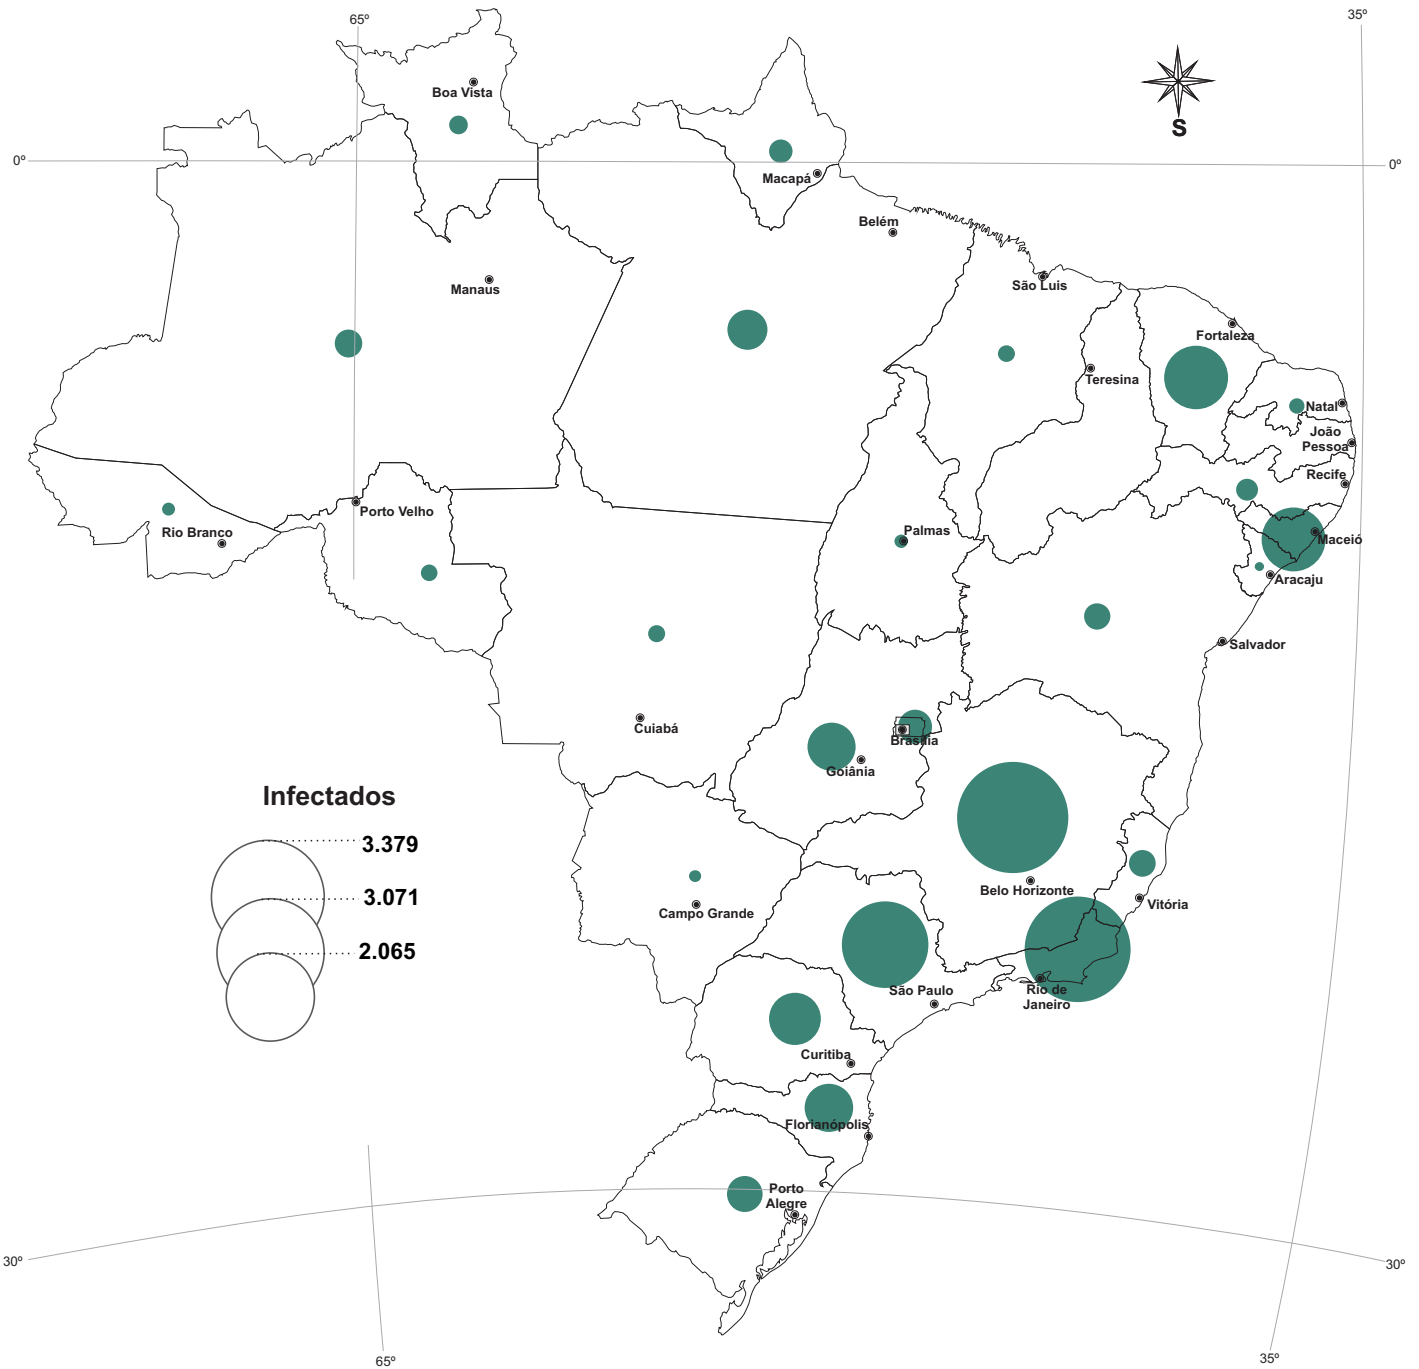 65º
35º
Boa Vista
S
0º
0º
Macapá
Belém
Manaus
São Luis
Fortaleza
Teresina
Natal
João
Pessoa
Recife
Porto Velho
Rio Branco
Palmas
Maceió
Aracaju
Salvador
Cuiabá
Brasília
Goiânia
Infectados
3.379
3.071
2.065
Belo Horizonte
Vitória
Campo Grande
São Paulo
Rio de
Janeiro
Curitiba
Florianópolis
Porto
Alegre
30º
30º
65º
35º